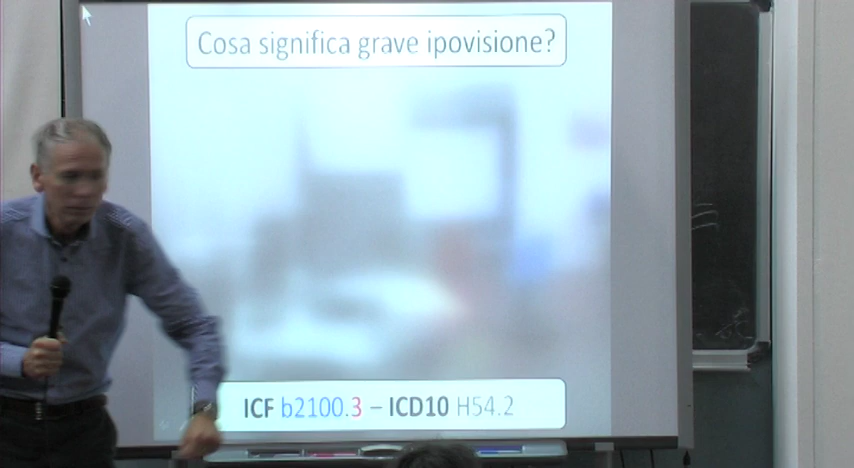 Cosa significa grave ipovisione?
ICF b2100.3 – ICD10 H54.2